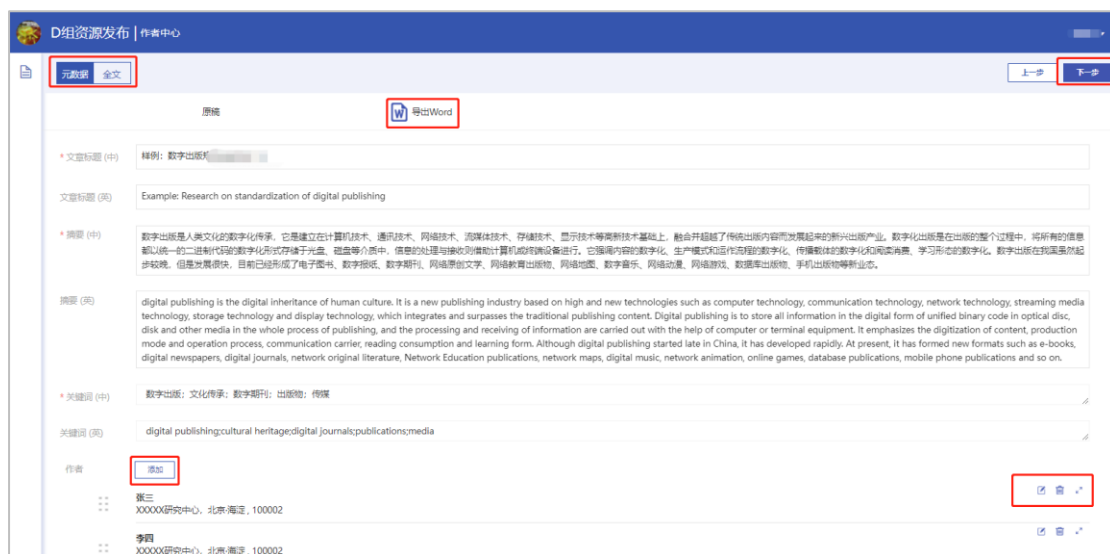 D组资源发布 | 作者中心
元数据 全文
上一步 下一步
原稿
导出Word
* 文章标题 (中)
样例：数字出版
文章标题 (英)
Example: Research on standardization of digital publishing
* 摘要 (中)
数字出版是人类文化的数字化传承，它是建立在计算机技术、通讯技术、网络技术、流媒体技术、存储技术、显示技术等高新技术基础上，融合并超越了传统出版内容而发展起来的新兴出版产业。数字化出版是在出版的整个过程中，将所有的信息
都以统一的二进制代码的数字化形式存储于光盘、磁盘等介质中，信息的处理与接收则借助计算机或终端设备进行。它强调内容的数字化、生产模式和运作流程的数字化、传播载体的数字化和阅读消费、学习形态的数字化。数字出版在我国虽然起
步较晚，但是发展很快，目前已经形成了电子图书、数字报纸、数字期刊、网络原创文学、网络教育出版物、网络地图、数字音乐、网络动漫、网络游戏、数据库出版物、手机出版物等新业态。
摘要 (英)
digital publishing is the digital inheritance of human culture. It is a new publishing industry based on high and new technologies such as computer technology, communication technology, network technology, streaming media
technology, storage technology and display technology, which integrates and surpasses the traditional publishing content. Digital publishing is to store all information in the digital form of unified binary code in optical disc,
disk and other media in the whole process of publishing, and the processing and receiving of information are carried out with the help of computer or terminal equipment. It emphasizes the digitization of content, production
mode and operation process, communication carrier, reading consumption and learning form. Although digital publishing started late in China, it has developed rapidly. At present, it has formed new formats such as e-books,
digital newspapers, digital journals, network original literature, Network Education publications, network maps, digital music, network animation, online games, database publications, mobile phone publications and so on.
* 关键词 (中)
数字出版；文化传承；数字期刊；出版物；传媒
关键词 (英)
digital publishing;cultural heritage;digital journals;publications;media
作者
添加
张三
XXXXX研究中心，北京·海淀 , 100002
李四
XXXXX研究中心，北京·海淀 , 100002